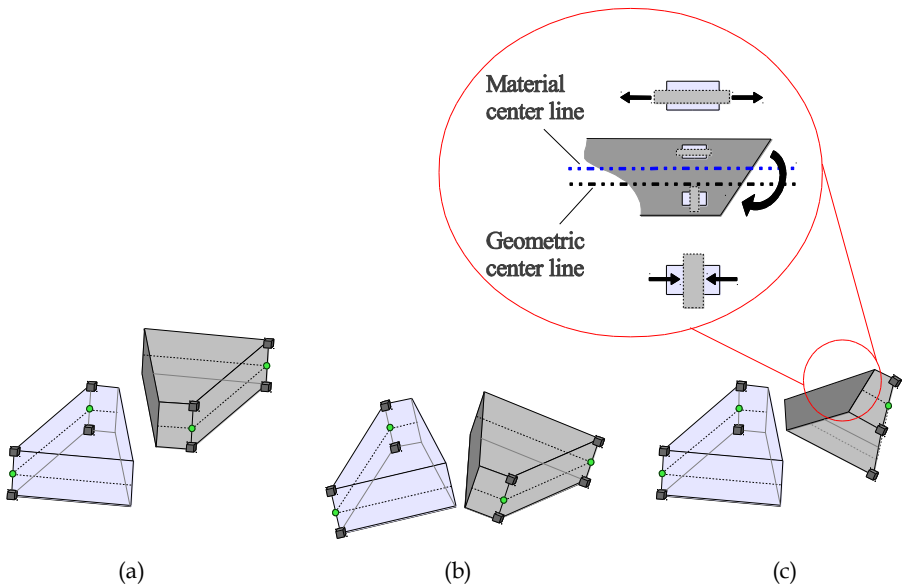 Material
center line
Geometric
center line
(a)
(b)
(c)